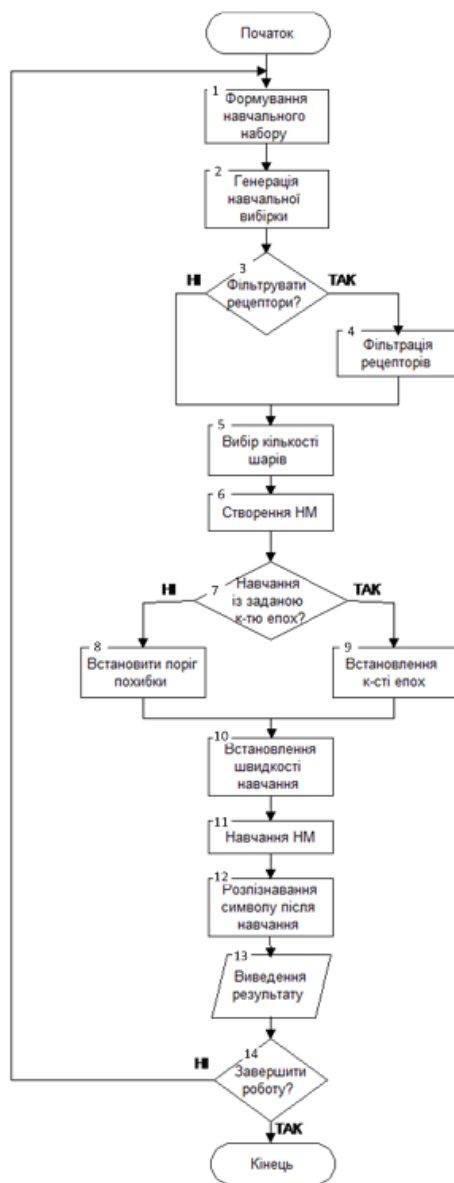 Початок
1
Формування
навчального
набору
2
Генерація
навчальної
вибірки
НІ
3
ТАК
Фільтрувати
рецептори?
4
Фільтрація
рецепторів
5
Вибір кількості
шарів
6
Створення НМ
НІ
7
ТАК
Навчання
із заданою
к-тю епох?
8
Встановити поріг
похибки
9
Встановлення
к-сті епох
10
Встановлення
швидкості
навчання
11
Навчання НМ
12
Розпізнавання
символу після
навчання
13
Виведення
результату
НІ
14
Завершити
роботу?
ТАК
Кінець